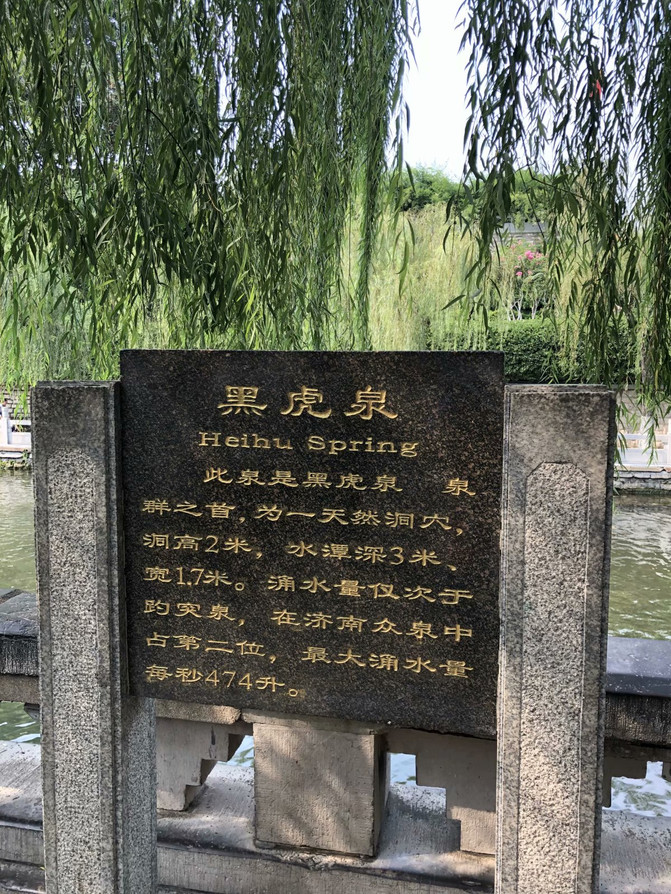 黑虎泉
Heihu Spring
此泉是黑虎泉 泉
群之首，为一天然洞穴，
洞高2米，水潭深3米、
宽1.7米。涌水量仅次于
趵突泉，在济南众泉中
占第二位，最大涌水量
每秒474升。